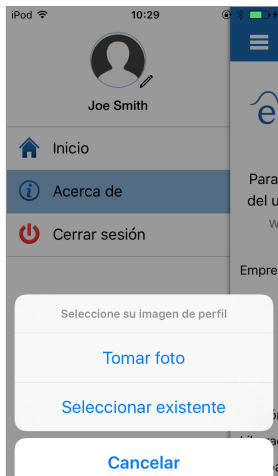 iPod 10:29
Joe Smith
Inicio
Acerca de
Cerrar sesión
Para
del u
w
Empre
Seleccione su imagen de perfil
Tomar foto
Seleccionar existente
Cancelar